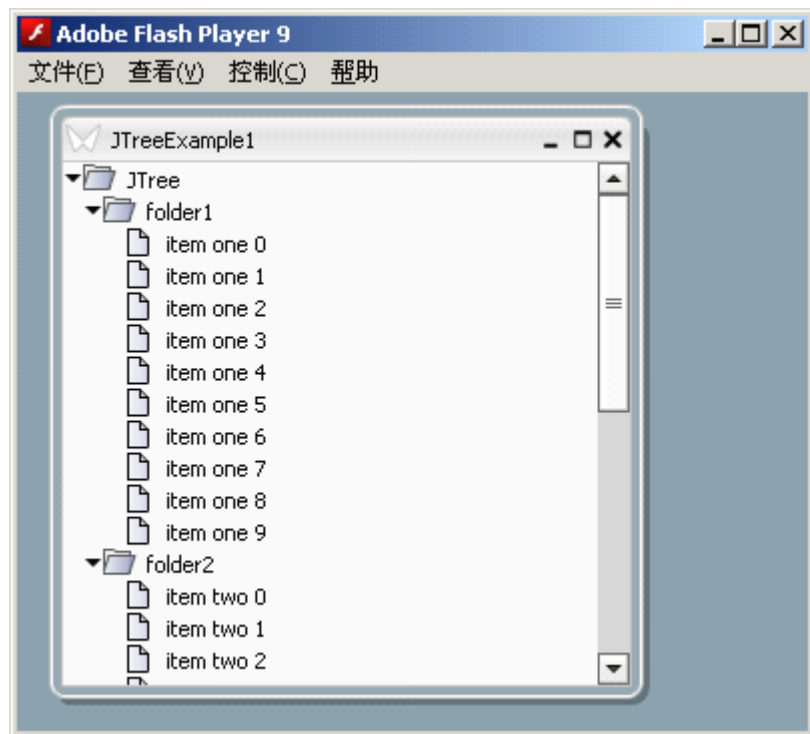 Adobe Flash Player 9
文件(F) 查看(V) 控制(C) 帮助
JTreeExample1
JTree
folder1
item one 0
item one 1
item one 2
item one 3
item one 4
item one 5
item one 6
item one 7
item one 8
item one 9
folder2
item two 0
item two 1
item two 2